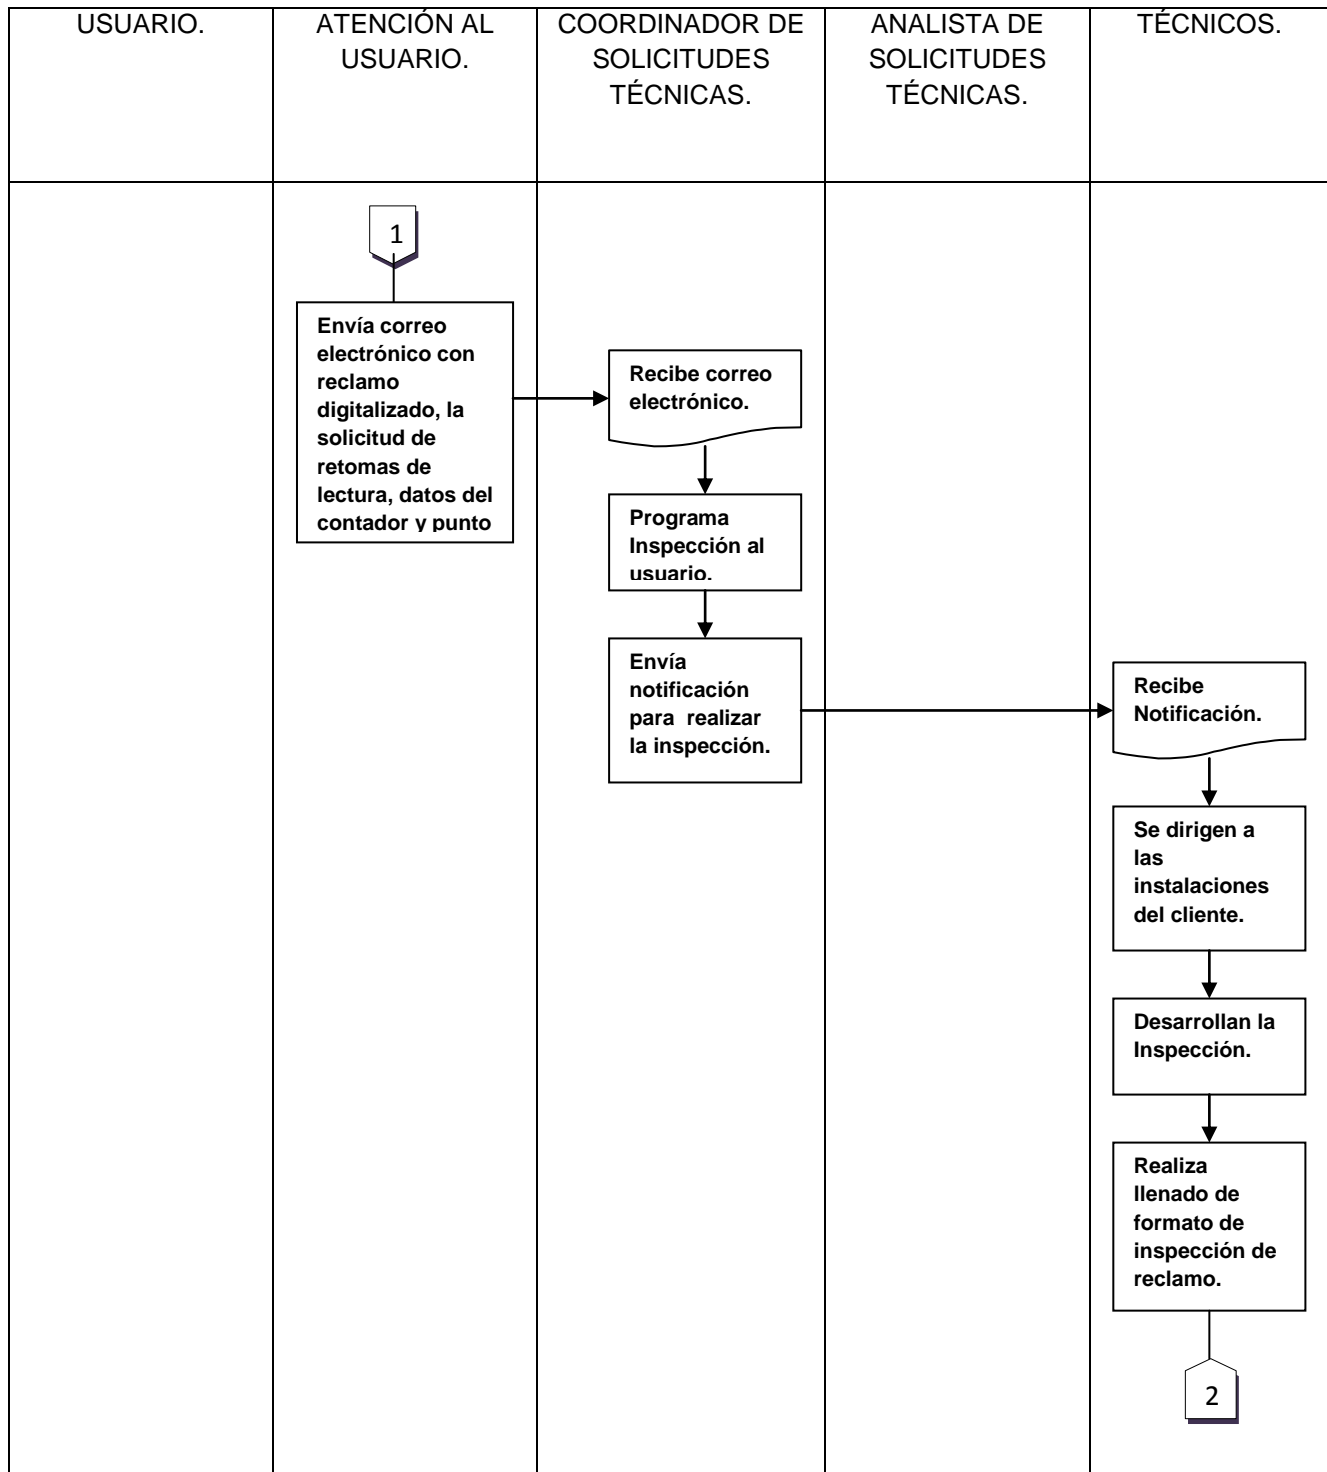 USUARIO.
ATENCIÓN AL
USUARIO.
COORDINADOR DE
SOLICITUDES
TÉCNICAS.
ANALISTA DE
SOLICITUDES
TÉCNICAS.
TÉCNICOS.
1
Envía correo
electrónico con
reclamo
digitalizado, la
solicitud de
retomas de
lectura, datos del
contador y punto
Recibe correo
electrónico.
Programa
Inspección al
usuario.
Envía
notificación
para realizar
la inspección.
Recibe
Notificación.
Se dirigen a
las
instalaciones
del cliente.
Desarrollan la
Inspección.
Realiza
llenado de
formato de
inspección de
reclamo.
2